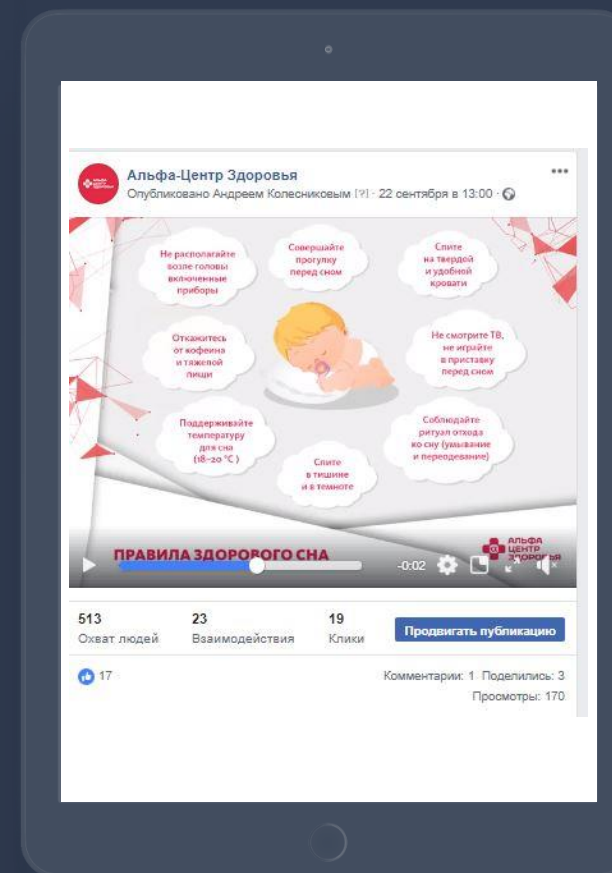 Альфа-Центр Здоровья
Опубликовано Андреем Колесниковым [?] · 22 сентября в 13:00 ·
Не располагайте
возле головы
включенные
приборы
Совершайте
прогулку
перед сном
Спите
на твердой
и удобной
кровати
Откажитесь
от кофеина
и тяжелой
пищи
Не смотрите ТВ,
не играйте
в приставку
перед сном
Поддерживайте
температуру
для сна
(18–20 °C)
Спите
в тишине
и в темноте
Соблюдайте
ритуал отхода
ко сну (умывание
и переодевание)
ПРАВИЛА ЗДОРОВОГО СНА
АЛЬФА
ЦЕНТР
ЗДОРОВЬЯ
-0:02
513
Охват людей
23
Взаимодействия
19
Клики
Продвигать публикацию
17
Комментарии: 1 Поделились: 3
Просмотры: 170